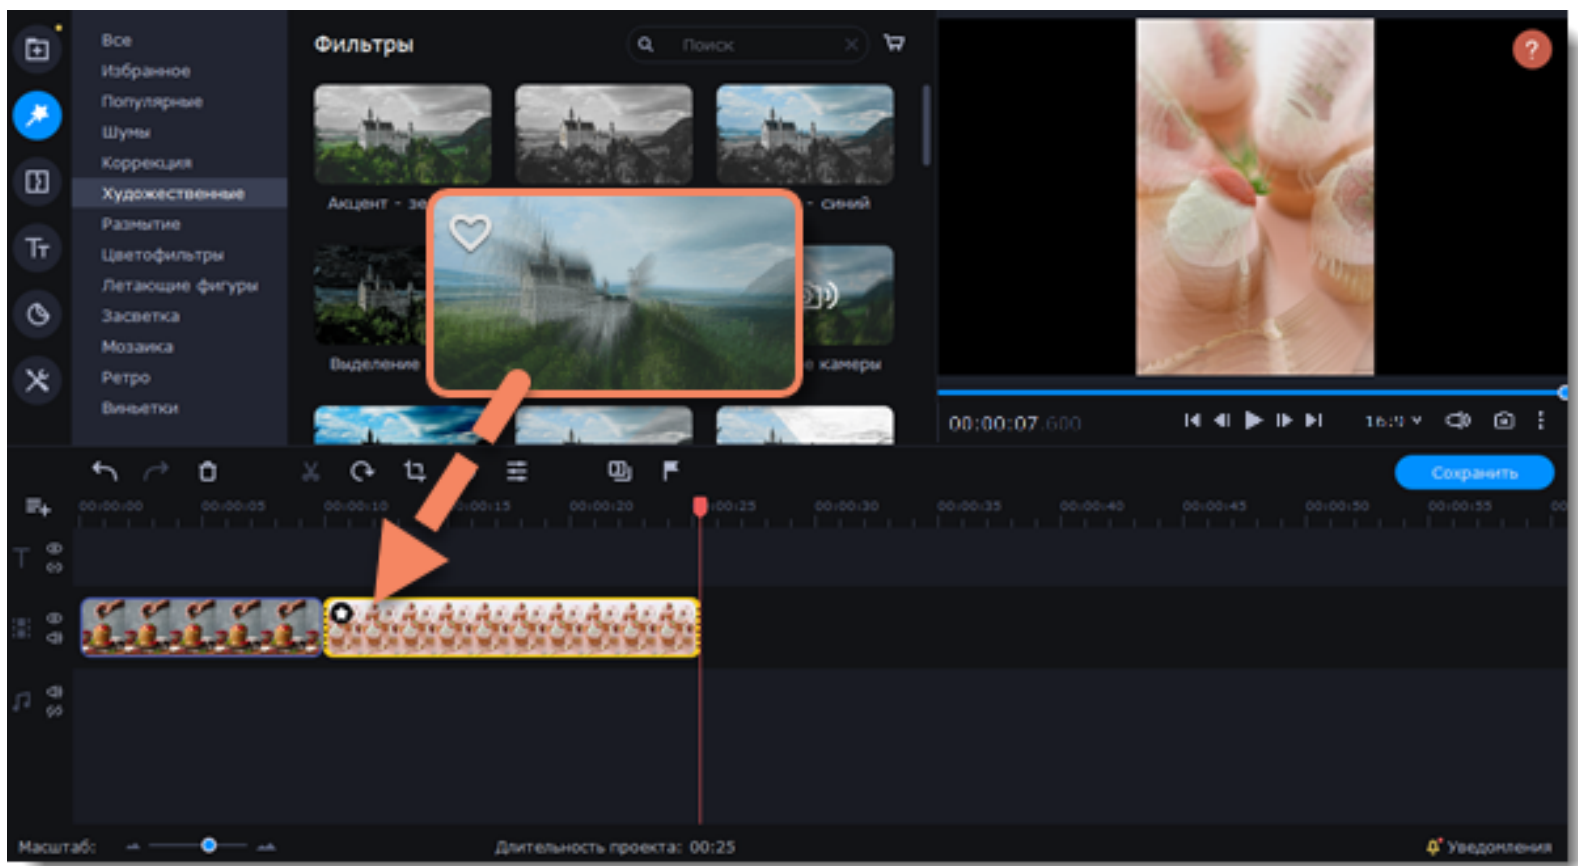 Все
Избранное
Популярные
Шумы
Коррекция
Художественные
Размытие
Цветофильтры
Летающие фигуры
Засветка
Мозаика
Ретро
Виньетки
Фильтры
Поиск
Акцент -
- синий
Выделение
камеры
00:00:07.600
16:9
?
Сохранить
00:00:00 00:00:05 00:00:10 00:00:15 00:00:20 00:00:25 00:00:30 00:00:35 00:00:40 00:00:45 00:00:50 00:00:55
Масштаб:
Длительность проекта: 00:25
Уведомления